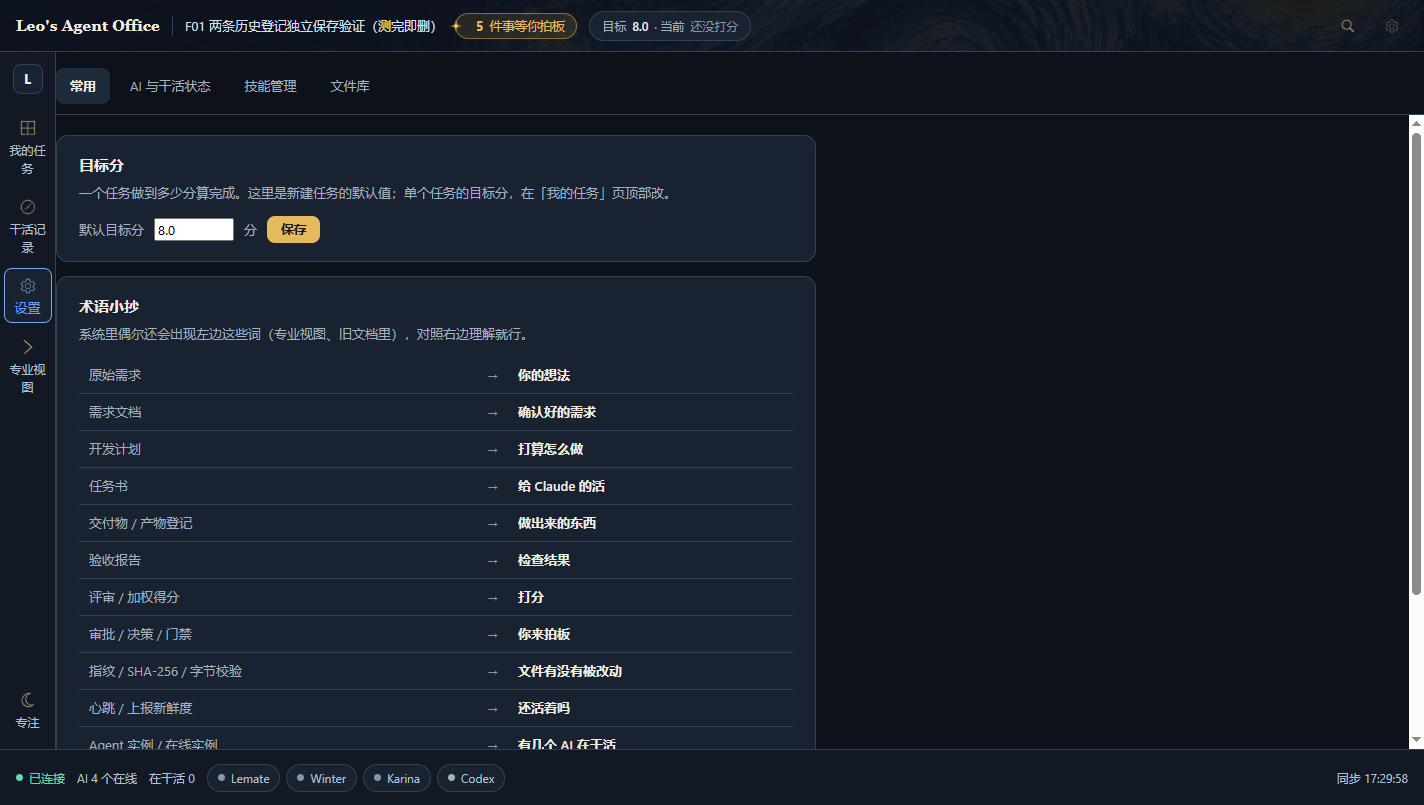 Leo's Agent Office
F01 两条历史登记独立保存验证（测完即删）
5 件事等你拍板
目标 8.0 · 当前 还没打分
L
我的任务
干活记录
设置
专业视图
专注
常用
AI 与干活状态
技能管理
文件库
目标分
一个任务做到多少分算完成。这里是新建任务的默认值；单个任务的目标分，在「我的任务」页顶部改。
默认目标分 8.0 分 保存
术语小抄
系统里偶尔还会出现左边这些词（专业视图、旧文档里），对照右边理解就行。
原始需求 → 你的想法
需求文档 → 确认好的需求
开发计划 → 打算怎么做
任务书 → 给 Claude 的活
交付物 / 产物登记 → 做出来的东西
验收报告 → 检查结果
评审 / 加权得分 → 打分
审批 / 决策 / 门禁 → 你来拍板
指纹 / SHA-256 / 字节校验 → 文件有没有被改动
心跳 / 上报新鲜度 → 还活着吗
Agent 实例 / 在线实例 → 有几个 AI 在干活
已连接 AI 4 个在线 在干活 0 Lemate Winter Karina Codex
同步 17:29:58